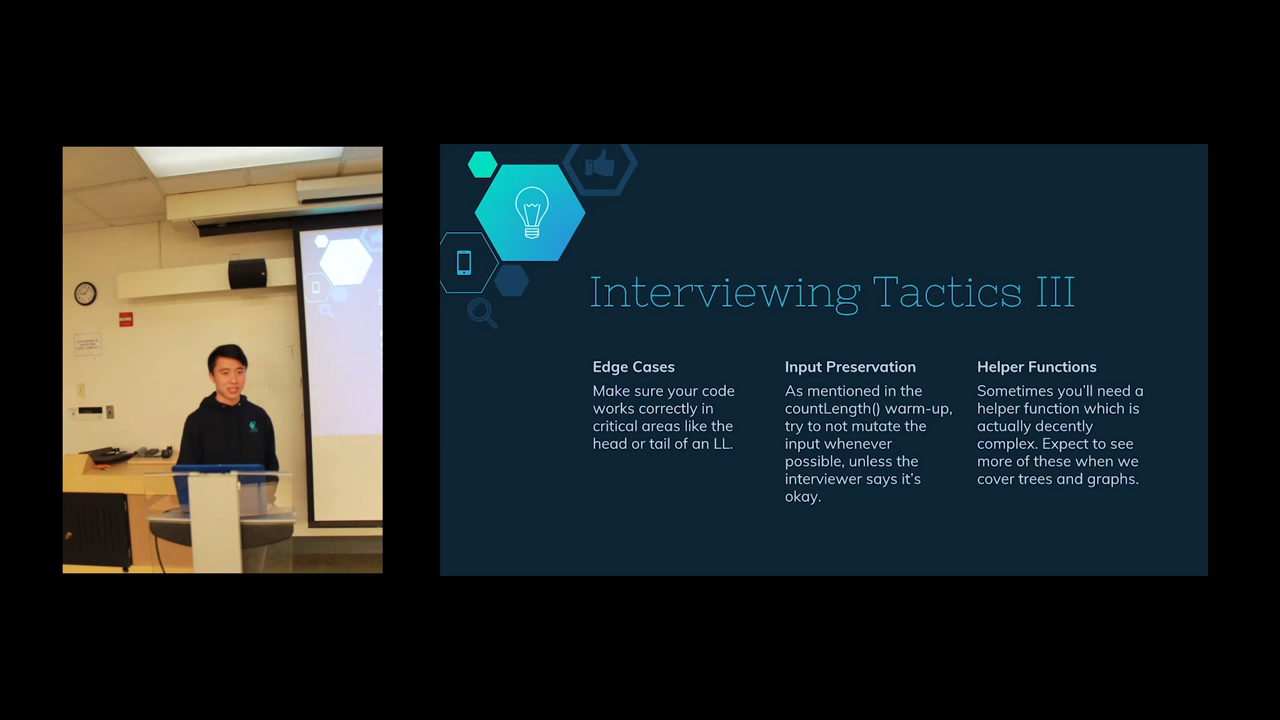 Interviewing Tactics III
Edge Cases
Make sure your code
works correctly in
critical areas like the
head or tail of an LL.
Input Preservation
As mentioned in the
countLength() warm-up,
try to not mutate the
input whenever
possible, unless the
interviewer says it's
okay.
Helper Functions
Sometimes you'll need a
helper function which is
actually decently
complex. Expect to see
more of these when we
cover trees and graphs.